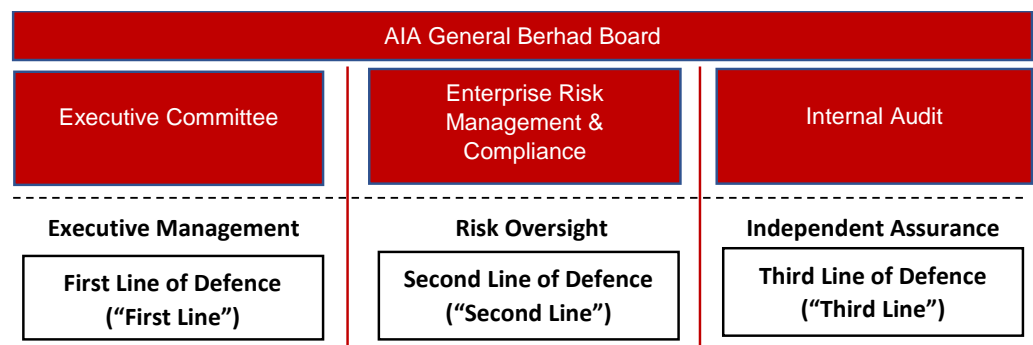 AIA General Berhad Board
Executive Committee
Enterprise Risk
Management &
Compliance
Internal Audit
Executive Management
Risk Oversight
Independent Assurance
First Line of Defence
(“First Line”)
Second Line of Defence
(“Second Line”)
Third Line of Defence
(“Third Line”)